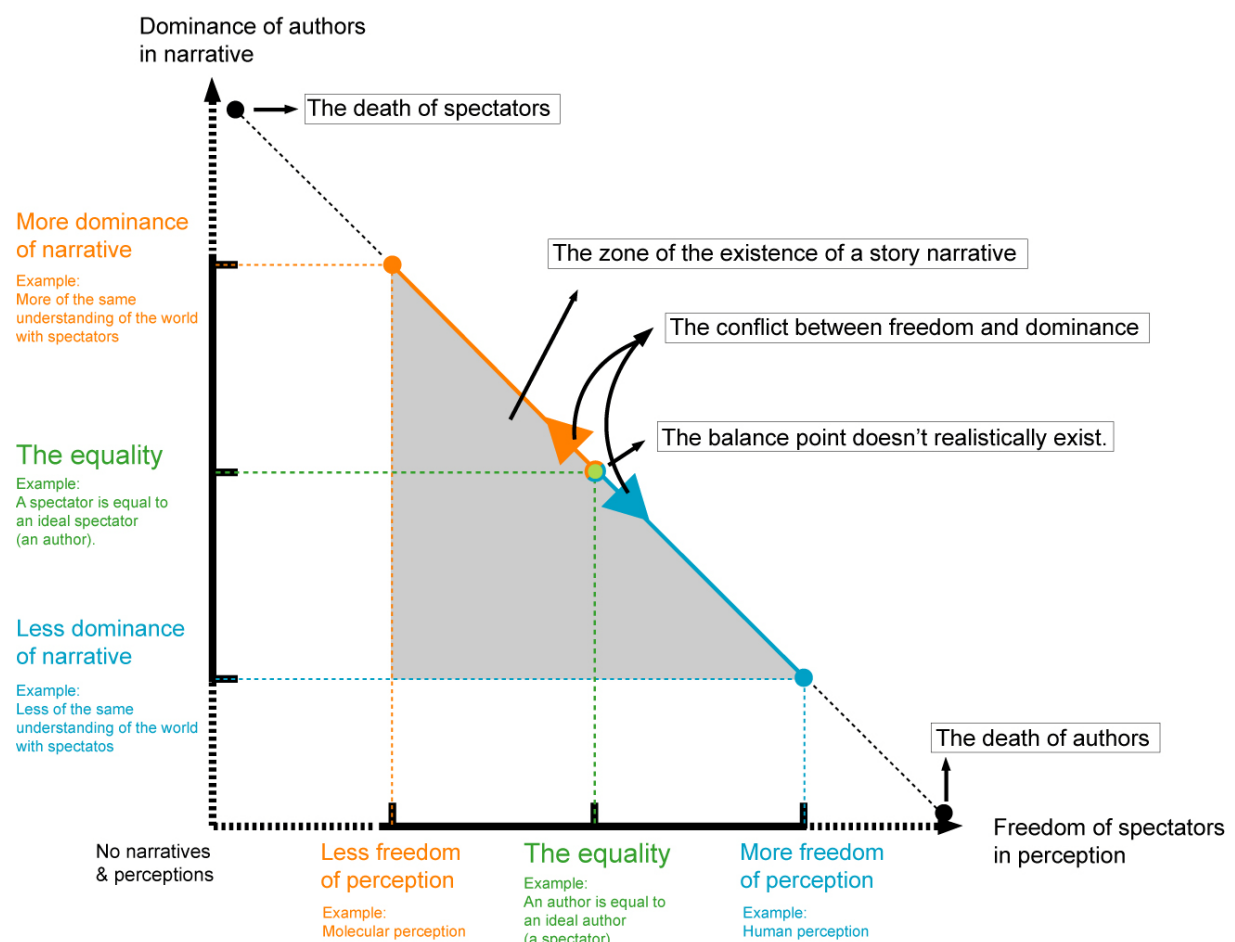 Dominance of authors
in narrative
The death of spectators
More dominance
of narrative
Example:
More of the same
understanding of the world
with spectators
The zone of the existence of a story narrative
The conflict between freedom and dominance
The balance point doesn't realistically exist.
The equality
Example:
A spectator is equal to
an ideal spectator
(an author).
Less dominance
of narrative
Example:
Less of the same
understanding of the world
with spectatos
The death of authors
Freedom of spectators
in perception
No narratives
& perceptions
Less freedom
of perception
Example:
Molecular perception
The equality
Example:
An author is equal to
an ideal author
(a spectator)
More freedom
of perception
Example:
Human perception